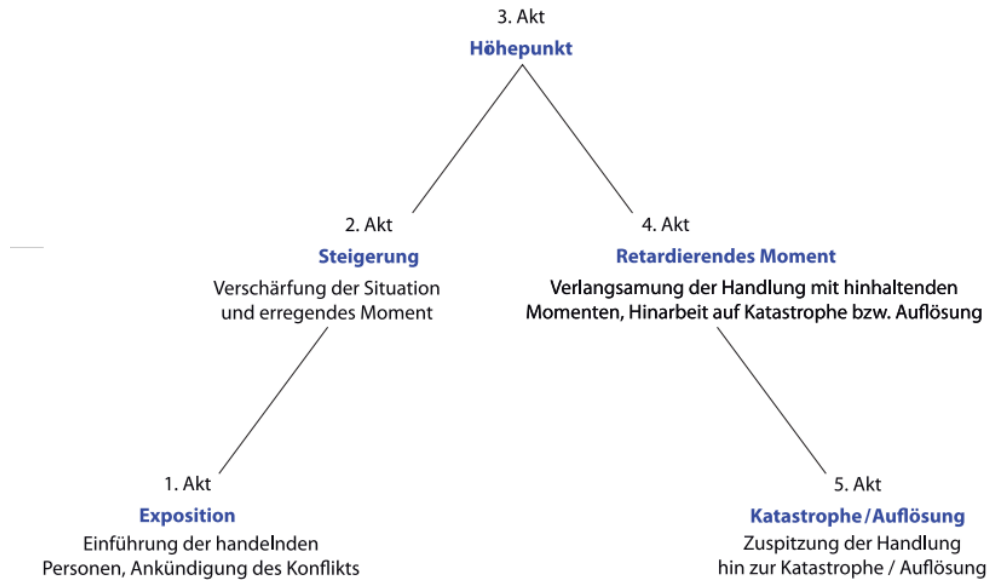 3. Akt
Höhepunkt
2. Akt
Steigerung
Verschärfung der Situation
und erregendes Moment
4. Akt
Retardierendes Moment
Verlangsamung der Handlung mit hinhaltenden
Momenten, Hinarbeit auf Katastrophe bzw. Auflösung
1. Akt
Exposition
Einführung der handelnden
Personen, Ankündigung des Konflikts
5. Akt
Katastrophe/Auflösung
Zuspitzung der Handlung
hin zur Katastrophe / Auflösung